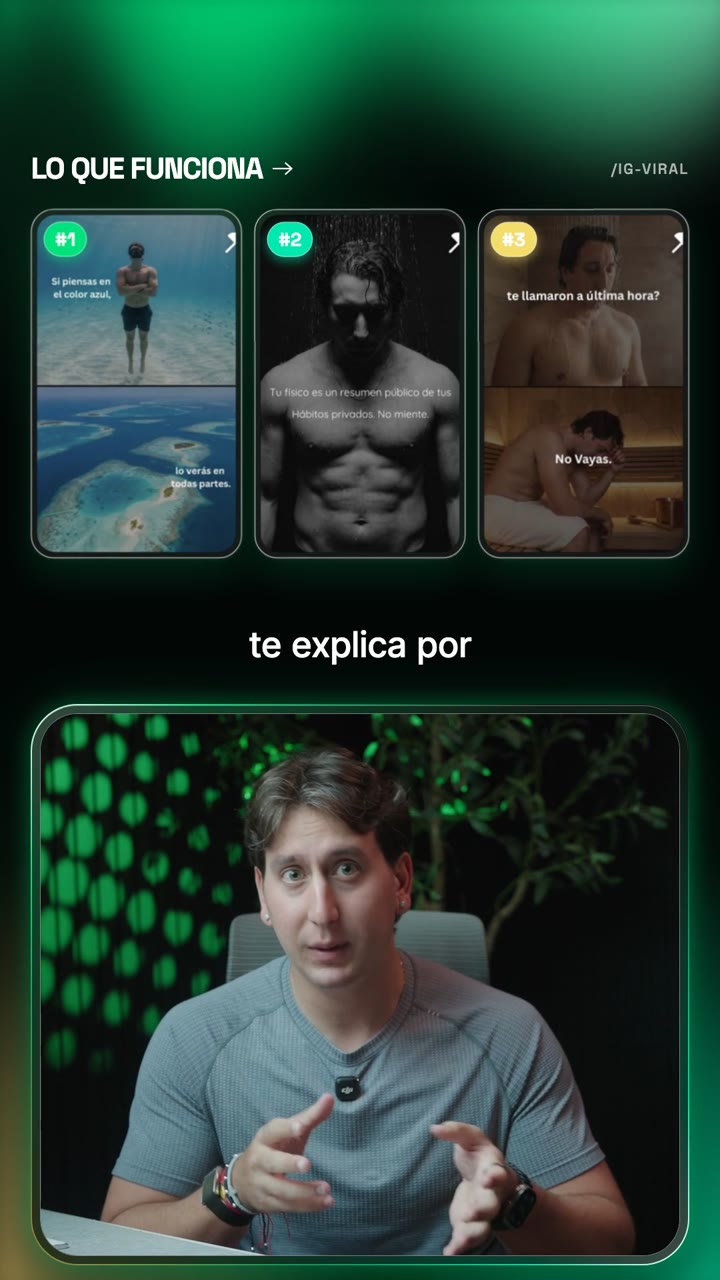 LO QUE FUNCIONA →
/IG-VIRAL
#1
Si piensas en
el color azul,
lo verás en
todas partes.
#2
Tu físico es un resumen público de tus
Hábitos privados. No miente.
#3
te llamaron a última hora?
No Vayas.
te explica por
dji